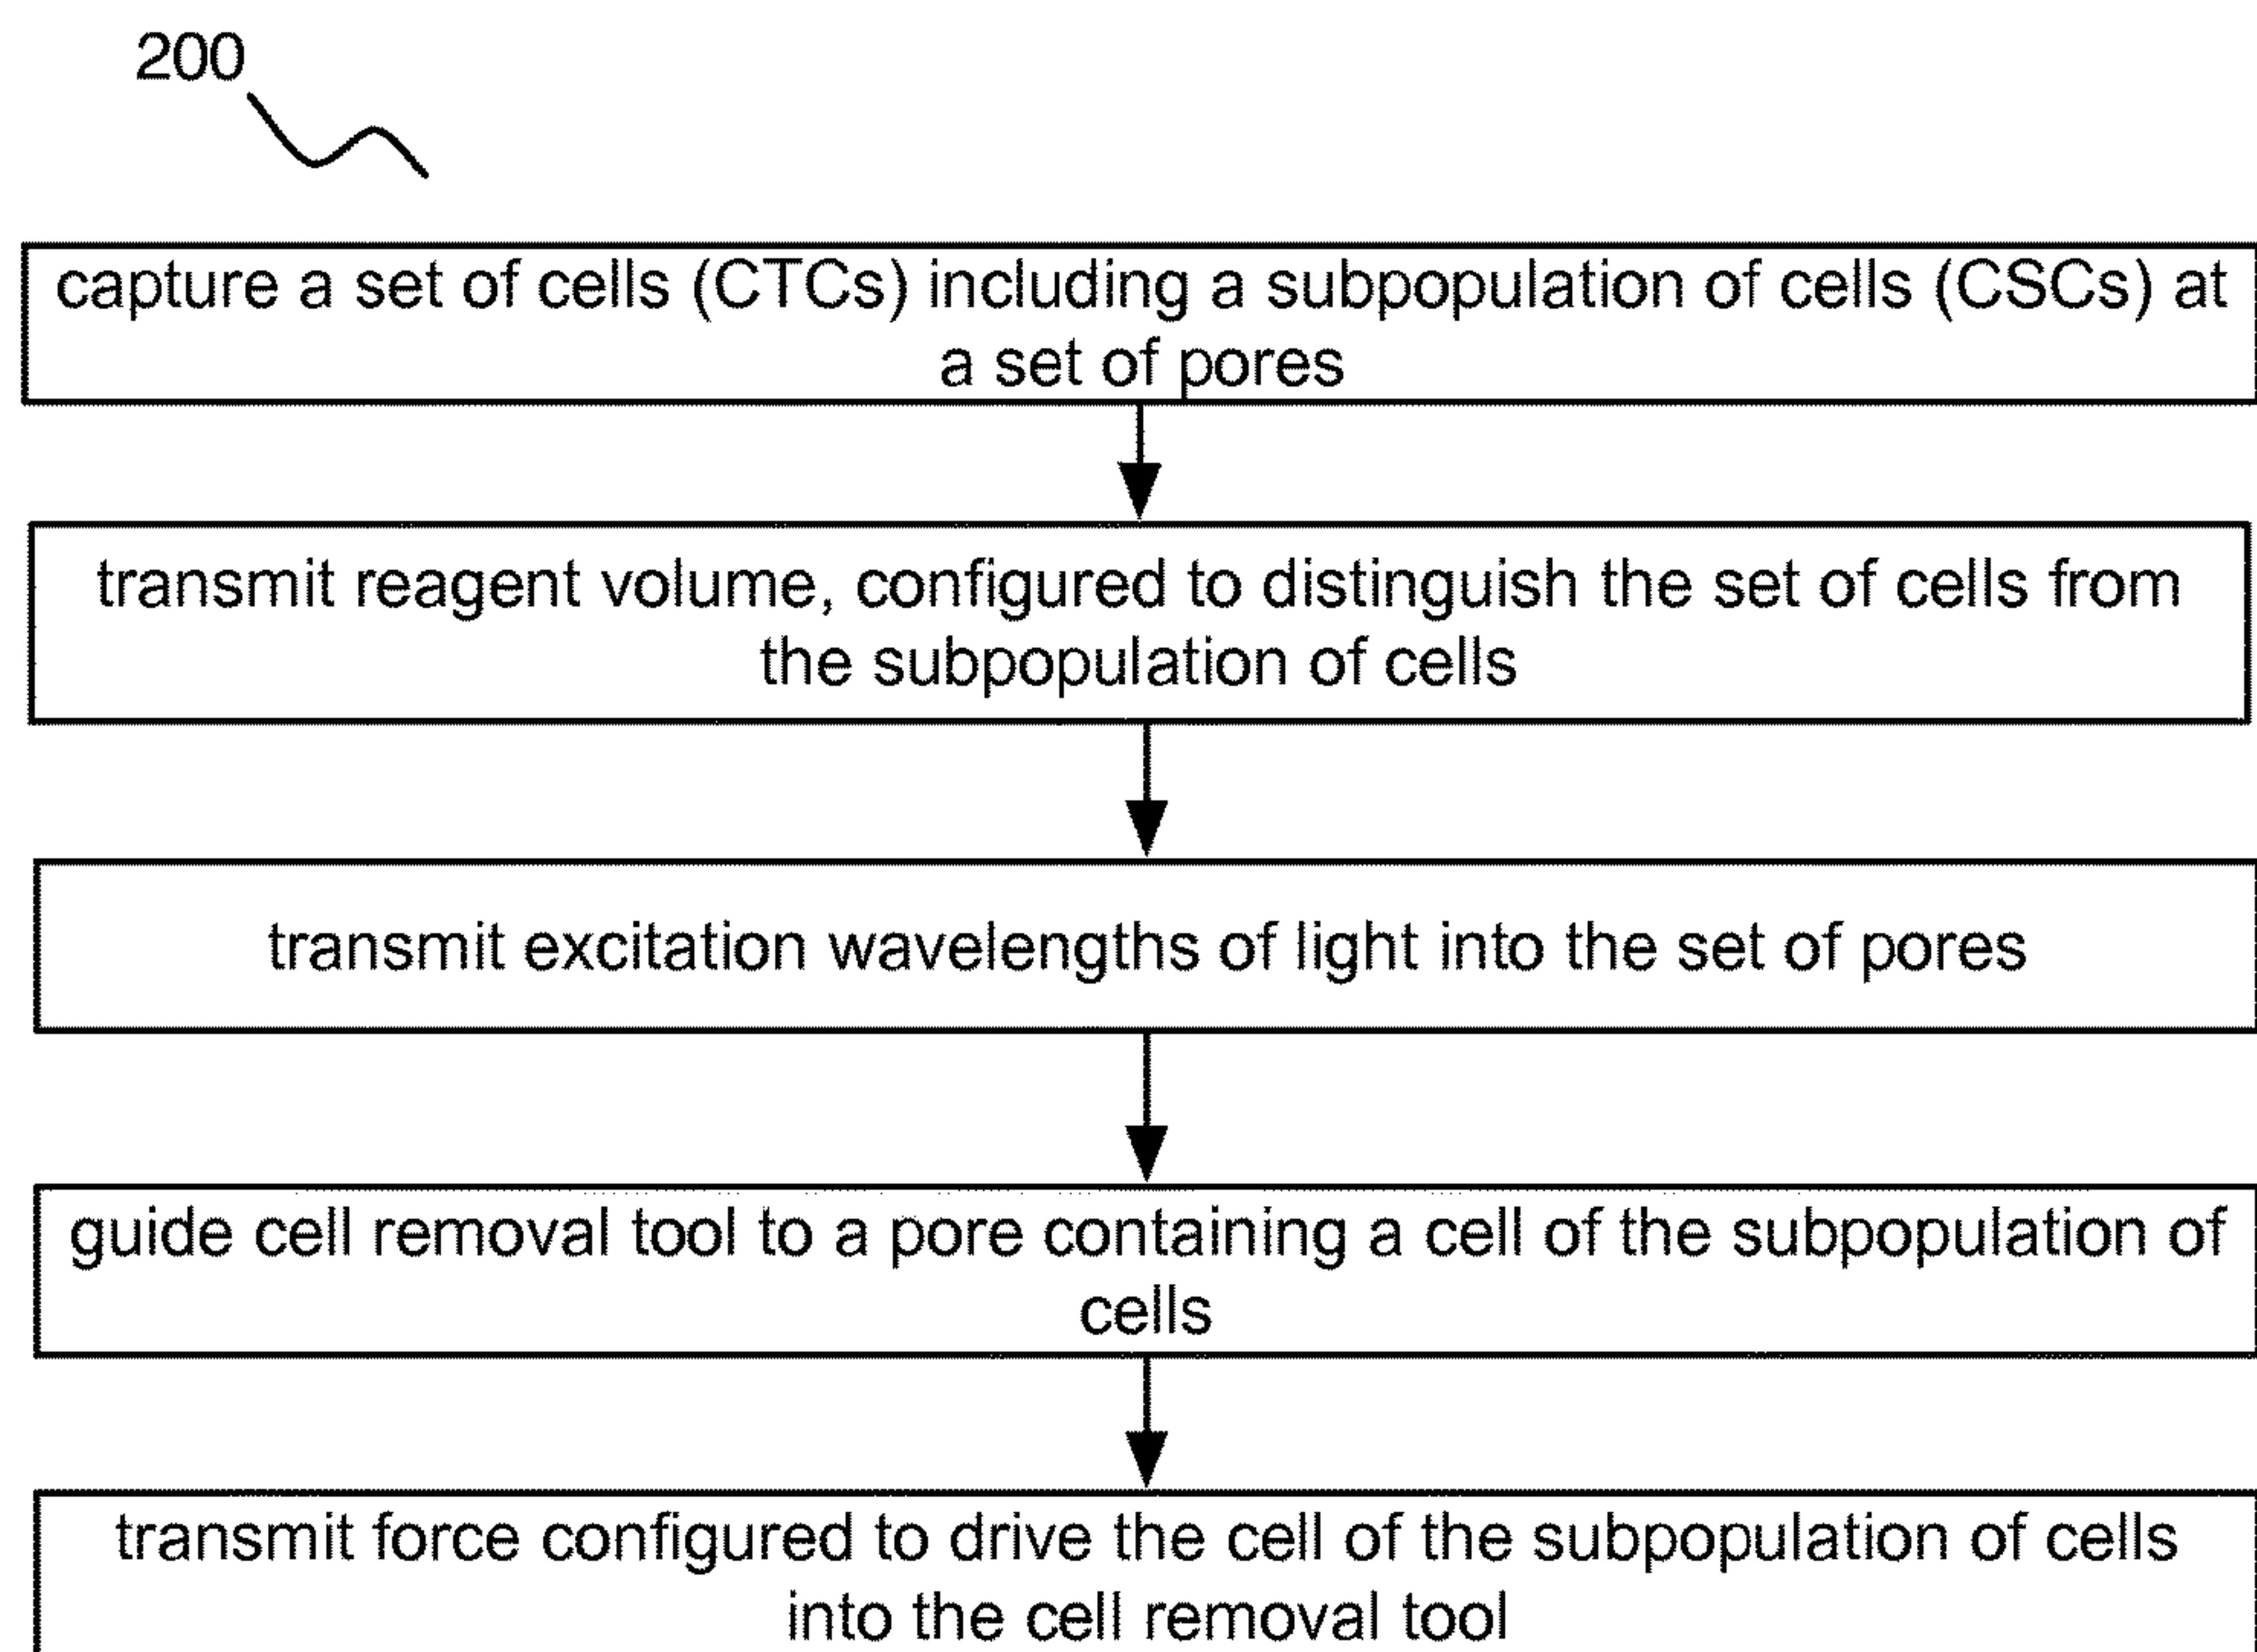 200
capture a set of cells (CTCs) including a subpopulation of cells (CSCs) at
a set of pores
transmit reagent volume, configured to distinguish the set of cells from
the subpopulation of cells
transmit excitation wavelengths of light into the set of pores
guide cell removal tool to a pore containing a cell of the subpopulation of
cells
transmit force configured to drive the cell of the subpopulation of cells
into the cell removal tool